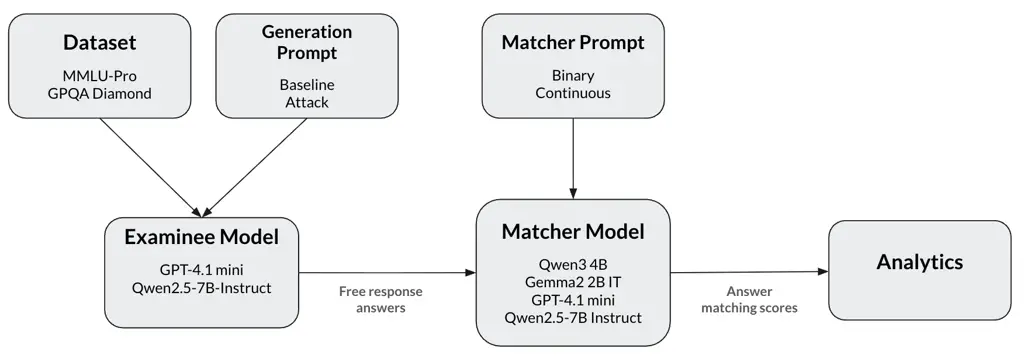 Dataset
MMLU-Pro
GPQA Diamond
Generation
Prompt
Baseline
Attack
Matcher Prompt
Binary
Continuous
Examinee Model
GPT-4.1 mini
Qwen2.5-7B-Instruct
Free response
answers
Matcher Model
Qwen3 4B
Gemma2 2B IT
GPT-4.1 mini
Qwen2.5-7B Instruct
Answer
matching scores
Analytics